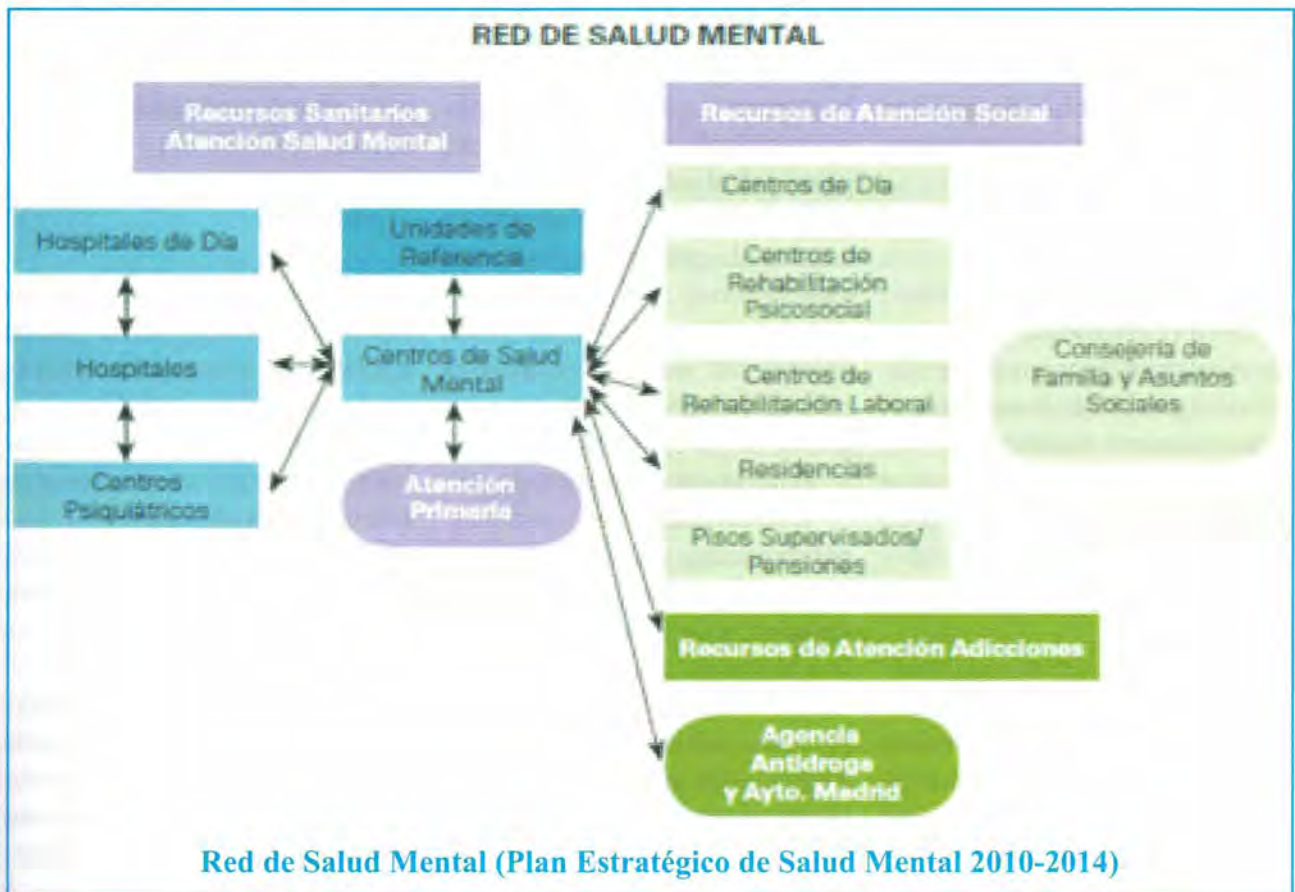 RED DE SALUD MENTAL
Recursos Sanitarios
Atención Salud Mental
Recursos de Atención Social
Hospitales de Día
Hospitales
Centros
Psiquiátricos
Unidades de
Referencia
Centros de Salud
Mental
Atención
Primaria
Centros de Día
Centros de
Rehabilitación
Psicosocial
Centros de
Rehabilitación Laboral
Residencias
Pisos Supervisados/
Pensiones
Consejería de
Familia y Asuntos
Sociales
Recursos de Atención Adicciones
Agencia
Antidroga
y Ayto. Madrid
Red de Salud Mental (Plan Estratégico de Salud Mental 2010-2014)